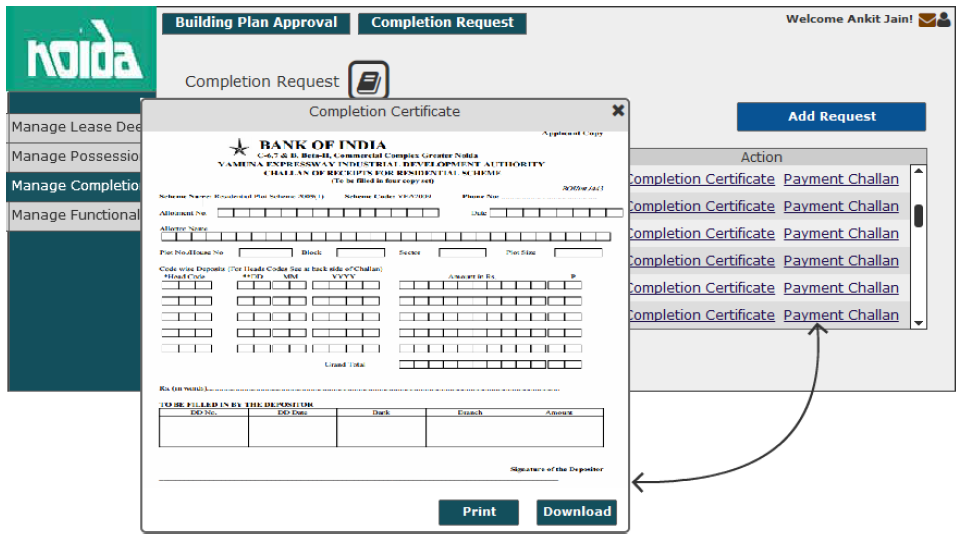 Building Plan Approval
Completion Request
Welcome Ankit Jain!
noida
Completion Request
Add Request
Manage Lease Dee
Manage Possessio
Manage Completio
Manage Functional
Action
Completion Certificate Payment Challan
Completion Certificate Payment Challan
Completion Certificate Payment Challan
Completion Certificate Payment Challan
Completion Certificate Payment Challan
Completion Certificate Payment Challan
Completion Certificate
Applicant Copy
BANK OF INDIA
C-6,7 & 8, Beta-II, Commercial Complex Greater Noida
YAMUNA EXPRESSWAY INDUSTRIAL DEVELOPMENT AUTHORITY
CHALLAN OF RECEIPTS FOR RESIDENTIAL SCHEME
(To be filled in four copy set)
Scheme Name: Residential Plot Scheme 2009(1) Scheme Code: YEA2009 Phone No:
Allotment No. Date
Allottee Name
Plot No./House No Block Sector Plot Size
Code wise Deposits (For Heads Codes See at back side of Challan)
*Head Code **DD MM YYYY Amount in Rs. P
Grand Total
Rs. (in words)
TO BE FILLED IN BY THE DEPOSITOR
DD No. DD Date Bank Branch Amount
Signature of the Depositor
Print
Download